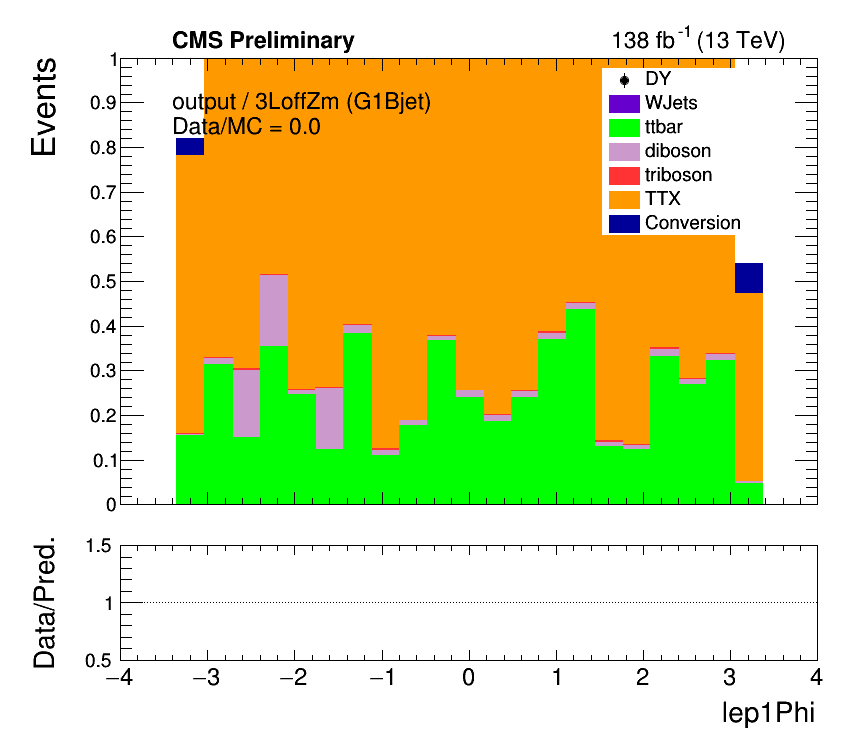 CMS Preliminary
138 fb-1 (13 TeV)
Events
output / 3LoffZm (G1Bjet)
Data/MC = 0.0
DY
WJets
ttbar
diboson
triboson
TTX
Conversion
1
0.9
0.8
0.7
0.6
0.5
0.4
0.3
0.2
0.1
0
Data/Pred.
1.5
1
0.5
−4 −3 −2 −1 0 1 2 3 4
lep1Phi